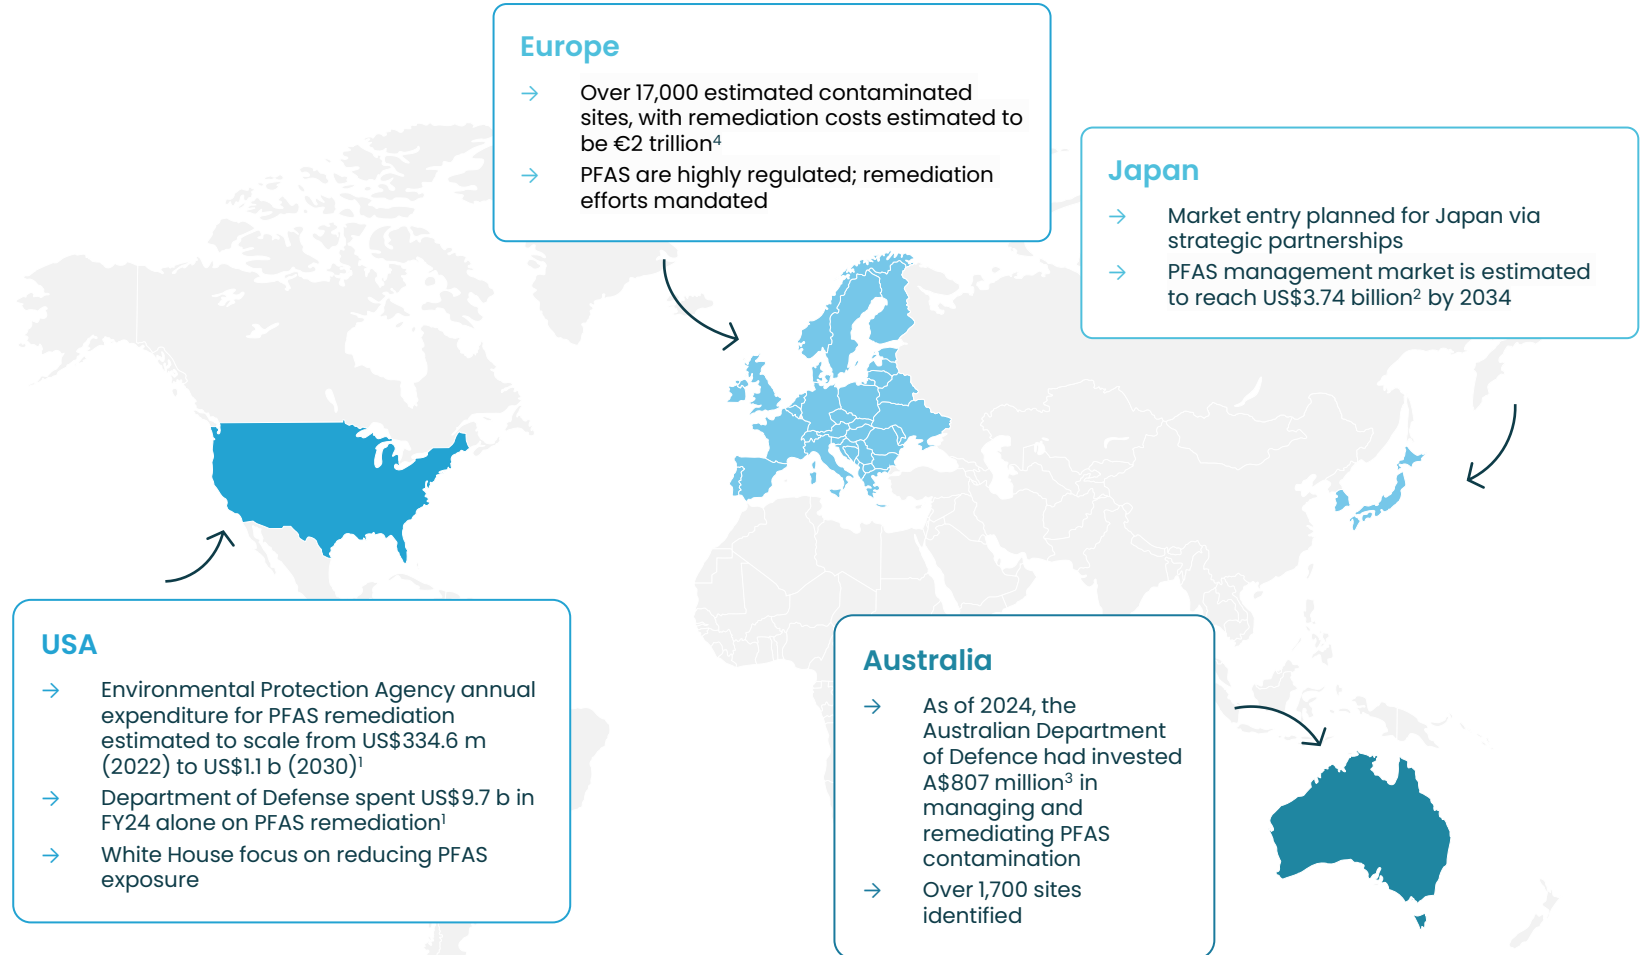 Europe
→ Over 17,000 estimated contaminated
sites, with remediation costs estimated to
be €2 trillion⁴
→ PFAS are highly regulated; remediation
efforts mandated
Japan
→ Market entry planned for Japan via
strategic partnerships
→ PFAS management market is estimated
to reach US$3.74 billion² by 2034
USA
→ Environmental Protection Agency annual
expenditure for PFAS remediation
estimated to scale from US$334.6 m
(2022) to US$1.1 b (2030)¹
→ Department of Defense spent US$9.7 b in
FY24 alone on PFAS remediation¹
→ White House focus on reducing PFAS
exposure
Australia
→ As of 2024, the
Australian Department
of Defence had invested
A$807 million³ in
managing and
remediating PFAS
contamination
→ Over 1,700 sites
identified